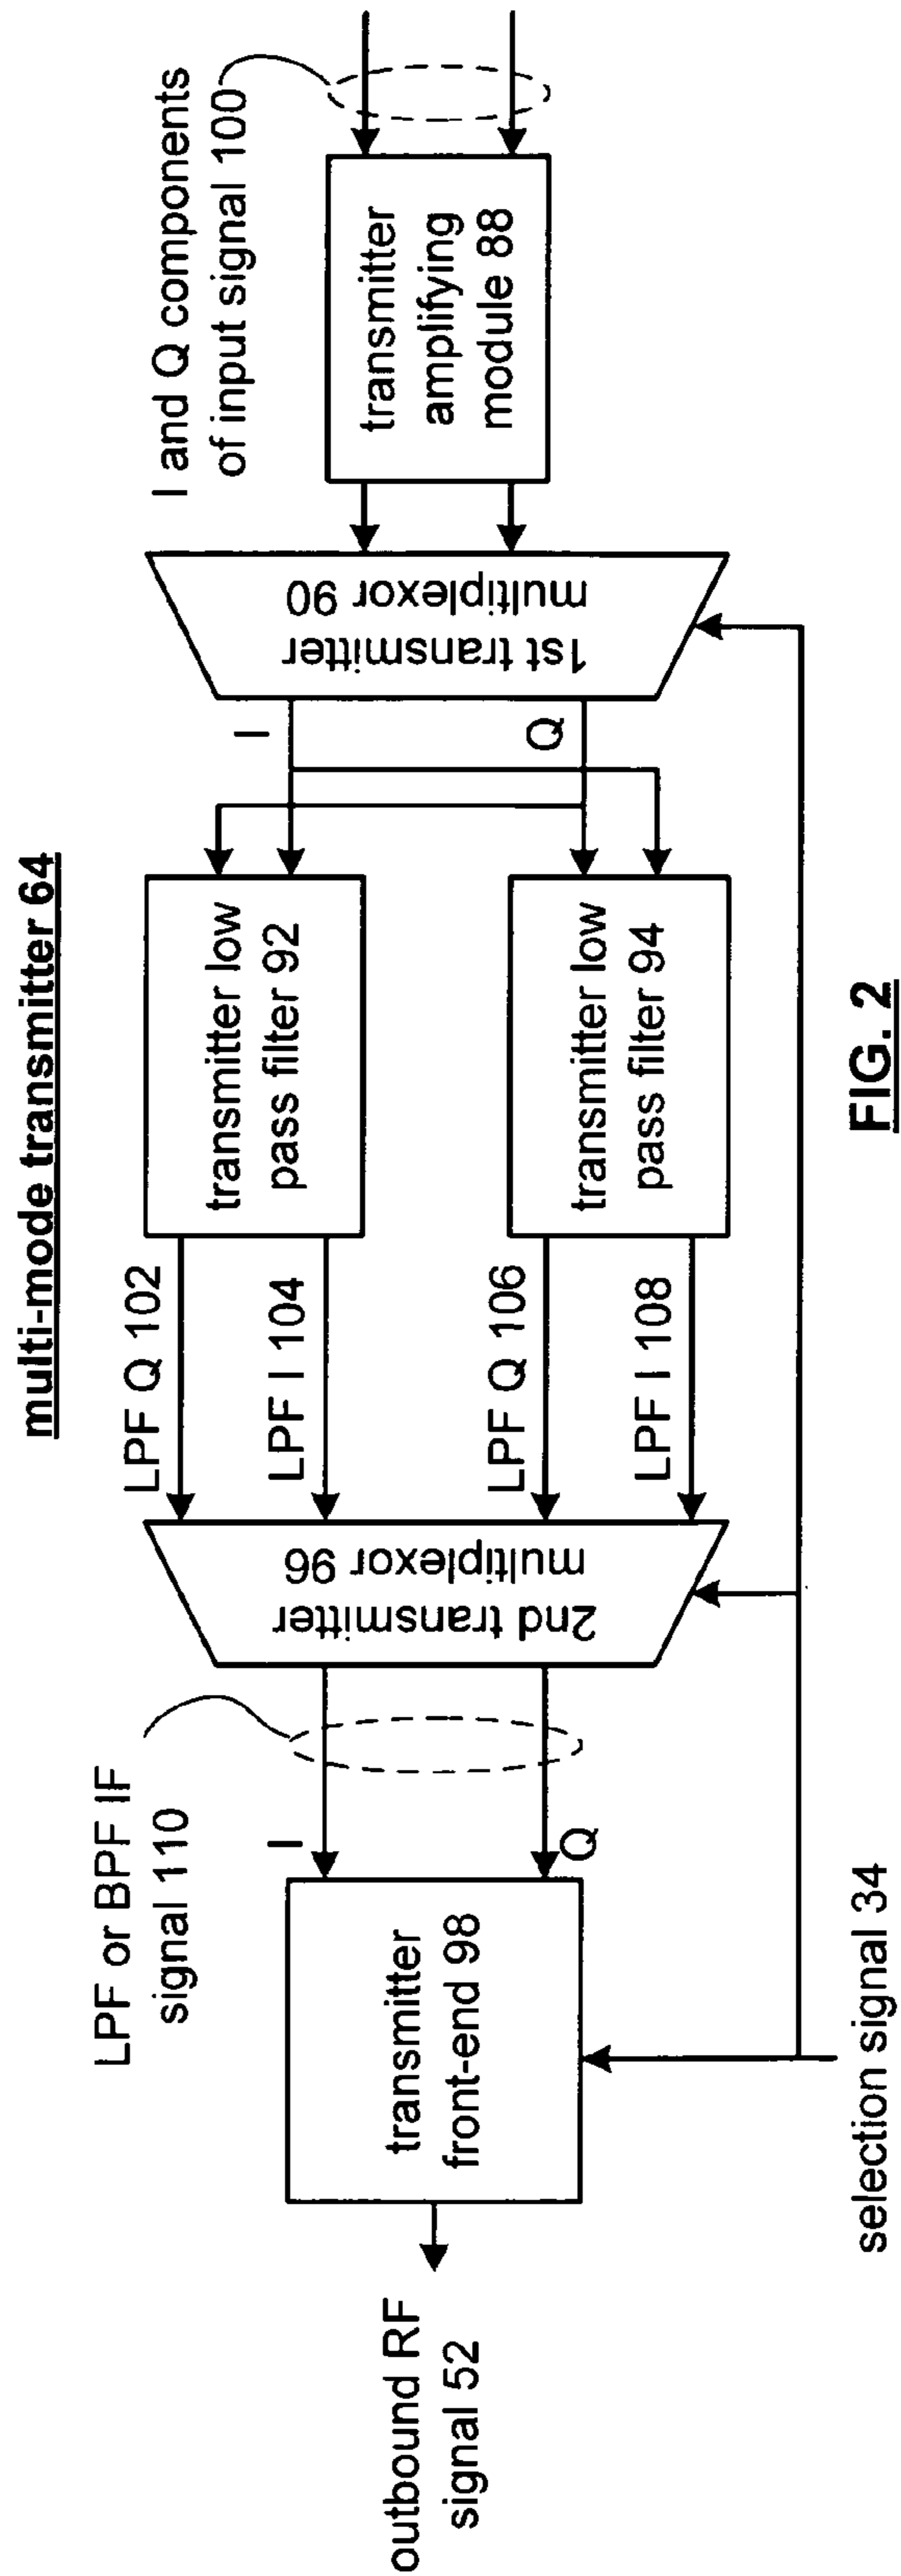 multi-mode transmitter 64
I and Q components
of input signal 100
transmitter
amplifying
module 88
1st transmitter
multiplexor 90
I
Q
transmitter low
pass filter 92
transmitter low
pass filter 94
LPF Q 102
LPF I 104
LPF Q 106
LPF I 108
2nd transmitter
multiplexor 96
LPF or BPF IF
signal 110
I
Q
transmitter
front-end 98
outbound RF
signal 52
selection signal 34
FIG. 2